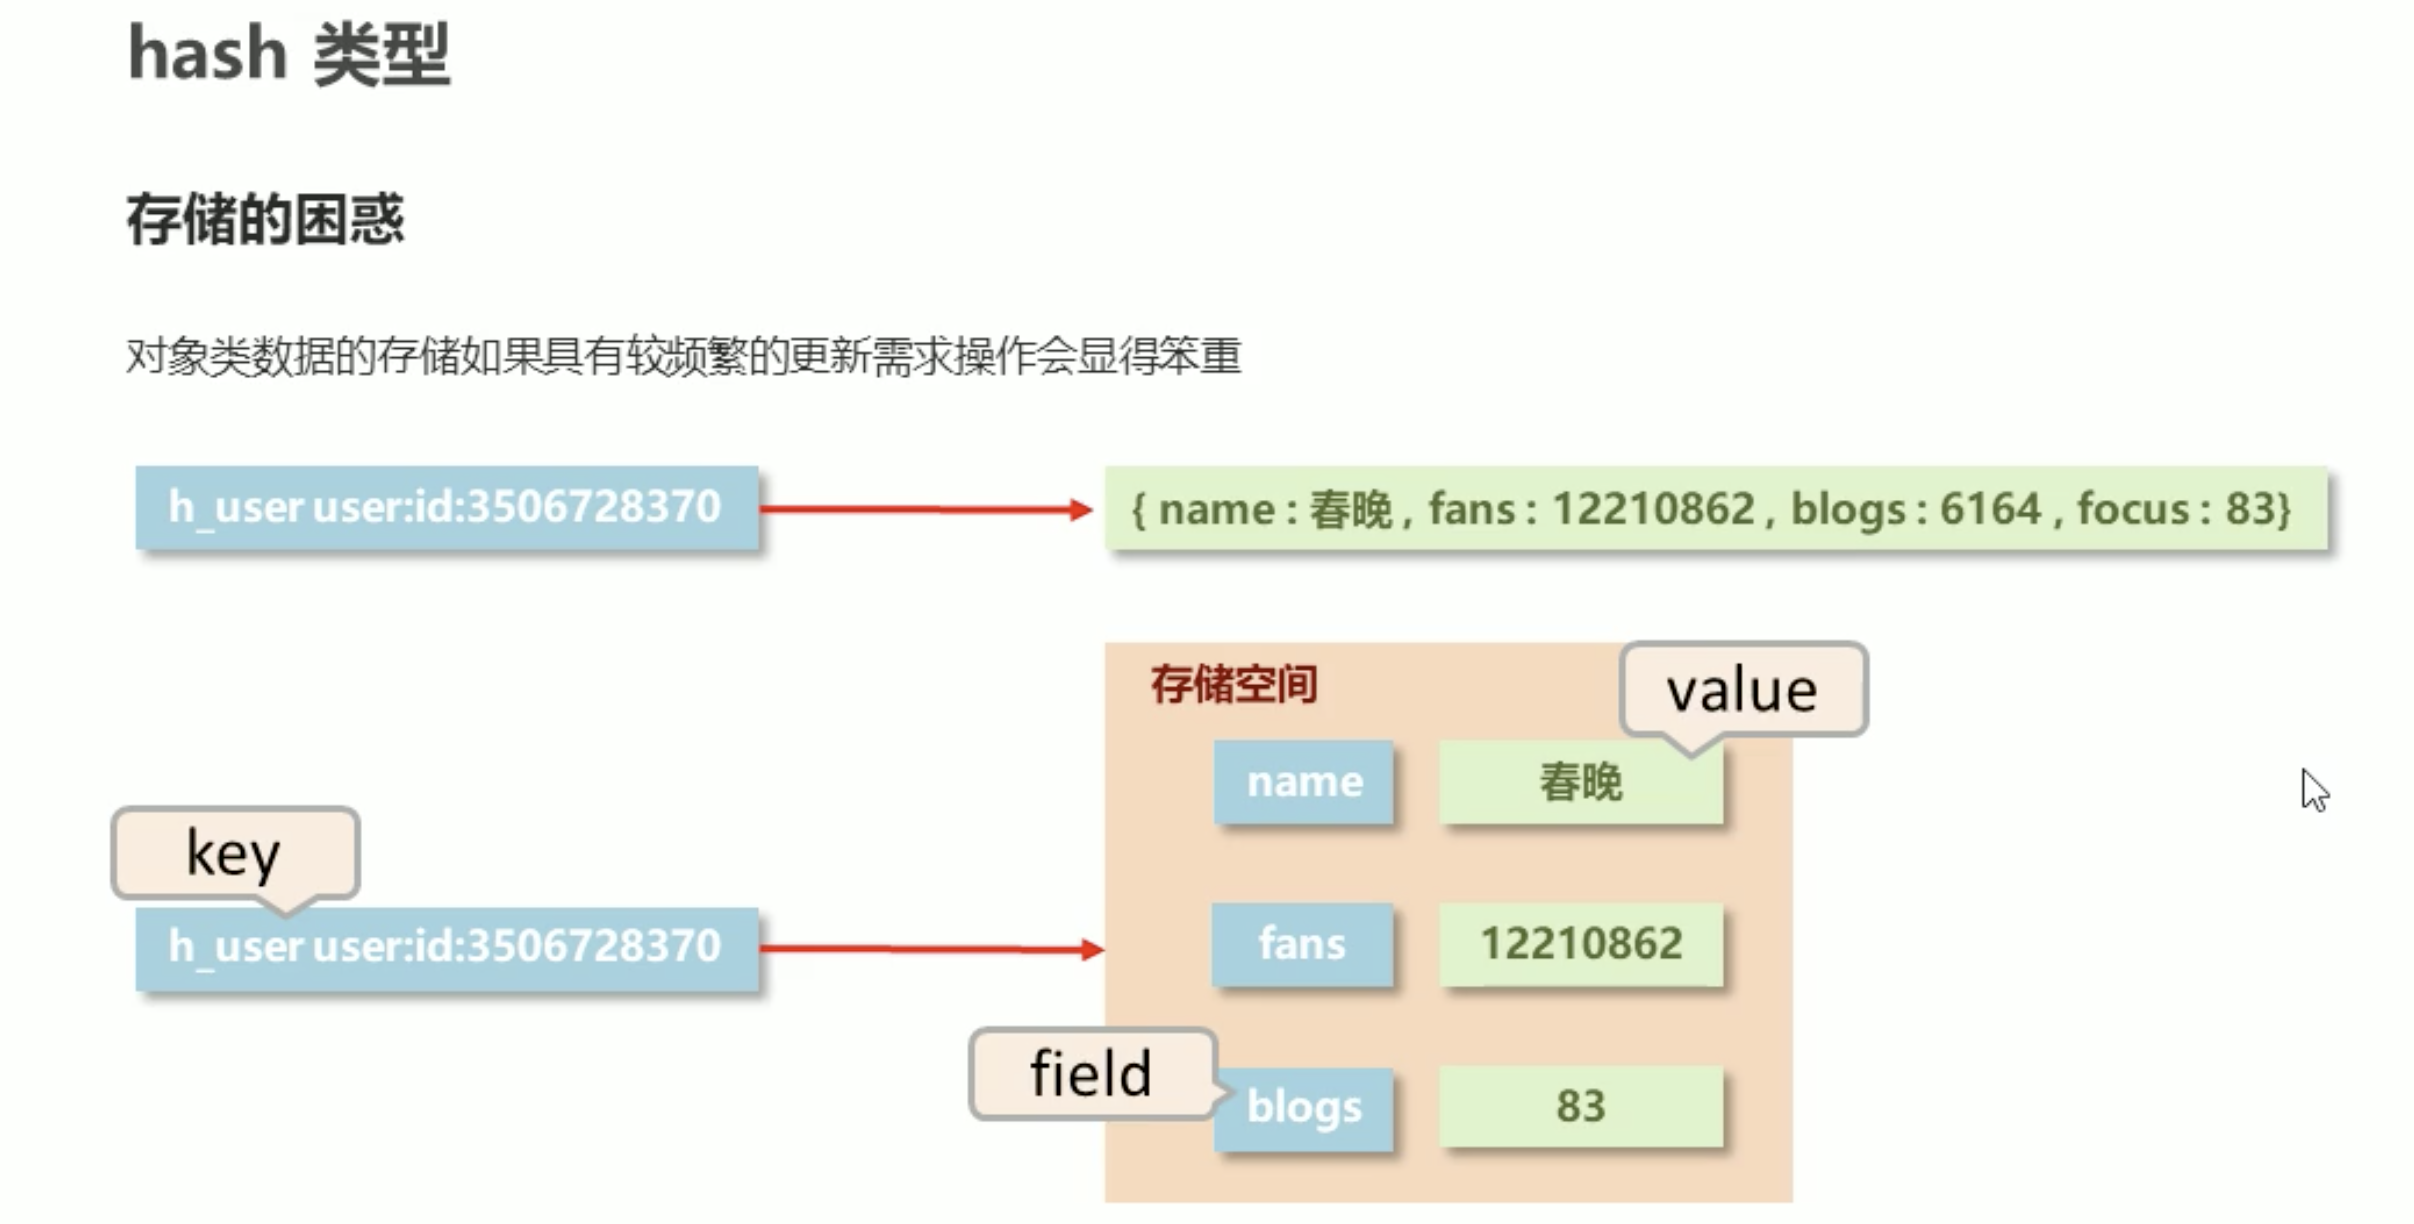 hash 类型
存储的困惑
对象类数据的存储如果具有较频繁的更新需求操作会显得笨重
h_user user:id:3506728370
{ name : 春晚 , fans : 12210862 , blogs : 6164 , focus : 83}
存储空间
value
name
春晚
key
h_user user:id:3506728370
fans
12210862
field
blogs
83